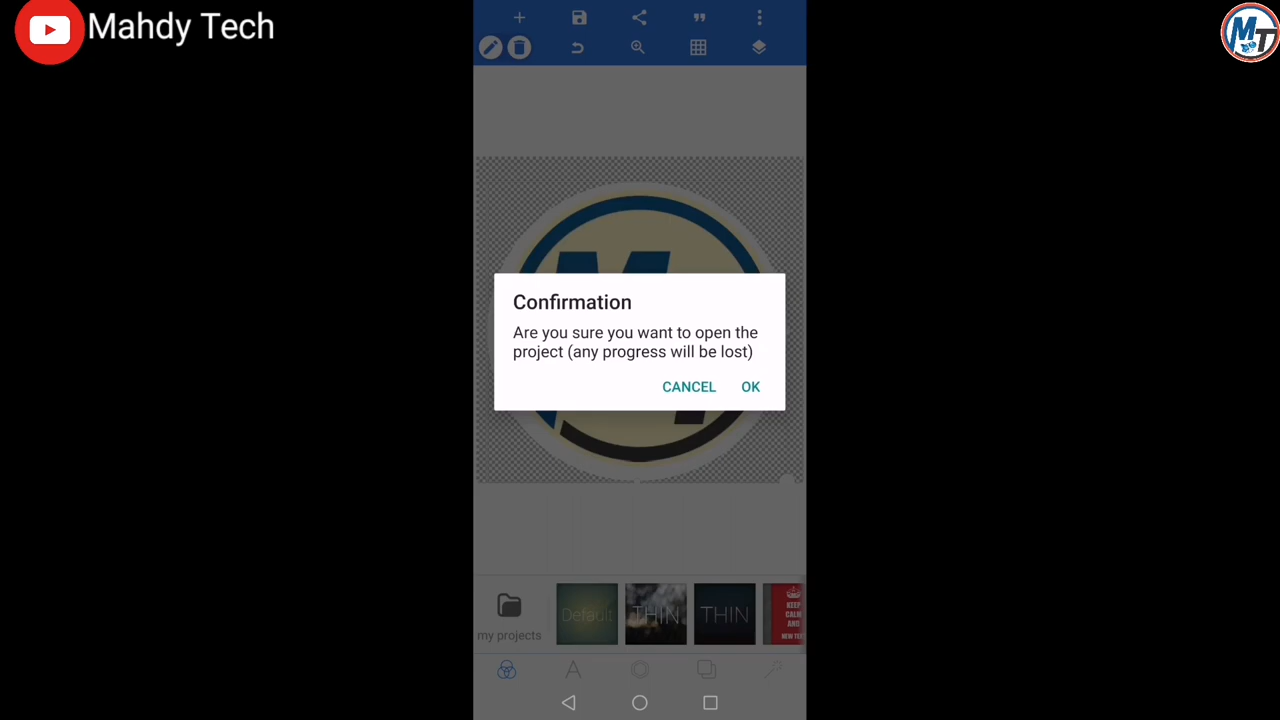 Mahdy Tech
MT
Confirmation
Are you sure you want to open the
project (any progress will be lost)
CANCEL
OK
my projects
Default
THIN
THIN
KEEP
CALM
AND